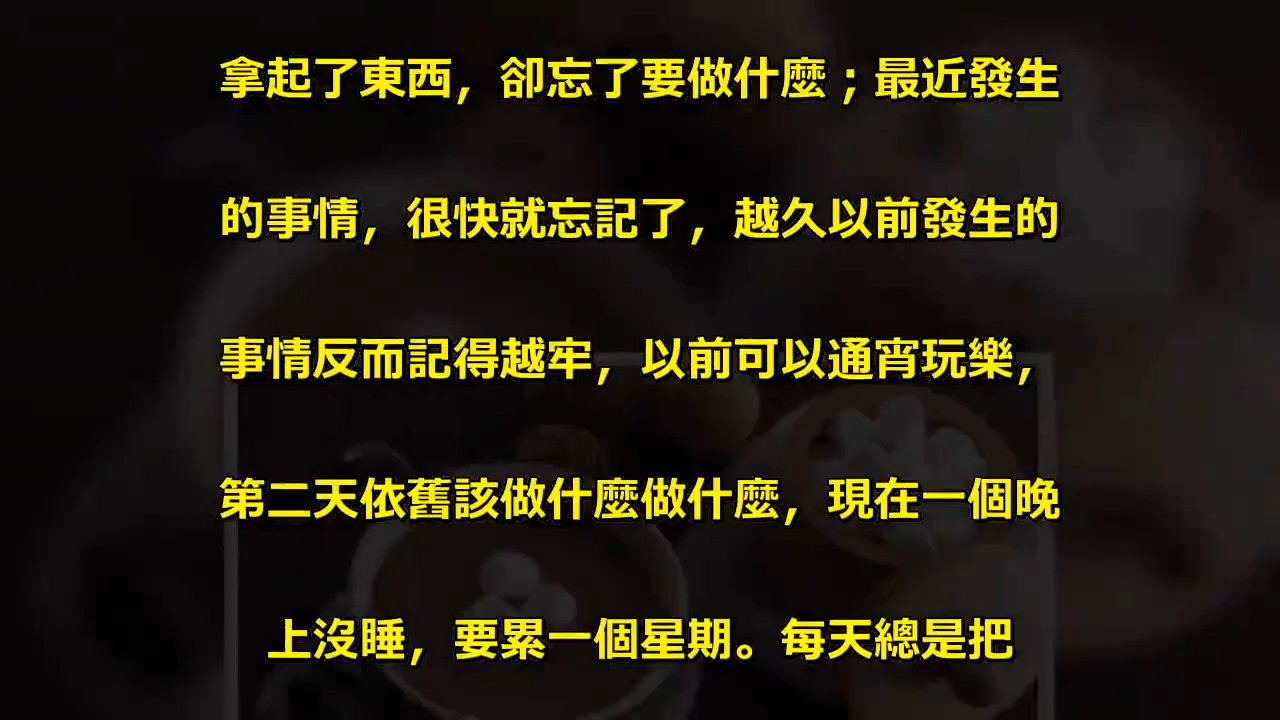 拿起了東西，卻忘了要做什麼；最近發生
的事情，很快就忘記了，越久以前發生的
事情反而記得越牢，以前可以通宵玩樂，
第二天依舊該做什麼做什麼，現在一個晚
上沒睡，要累一個星期。每天總是把